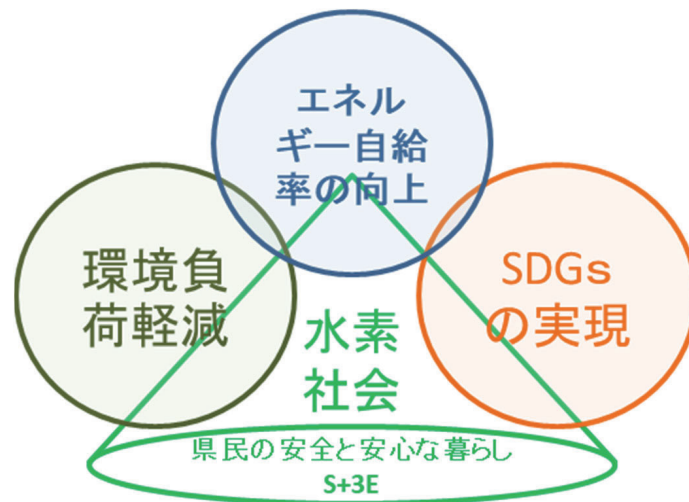 エネル
ギー自給
率の向上
環境負
荷軽減
SDGs
の実現
水素
社会
県民の安全と安心な暮らし
S+3E